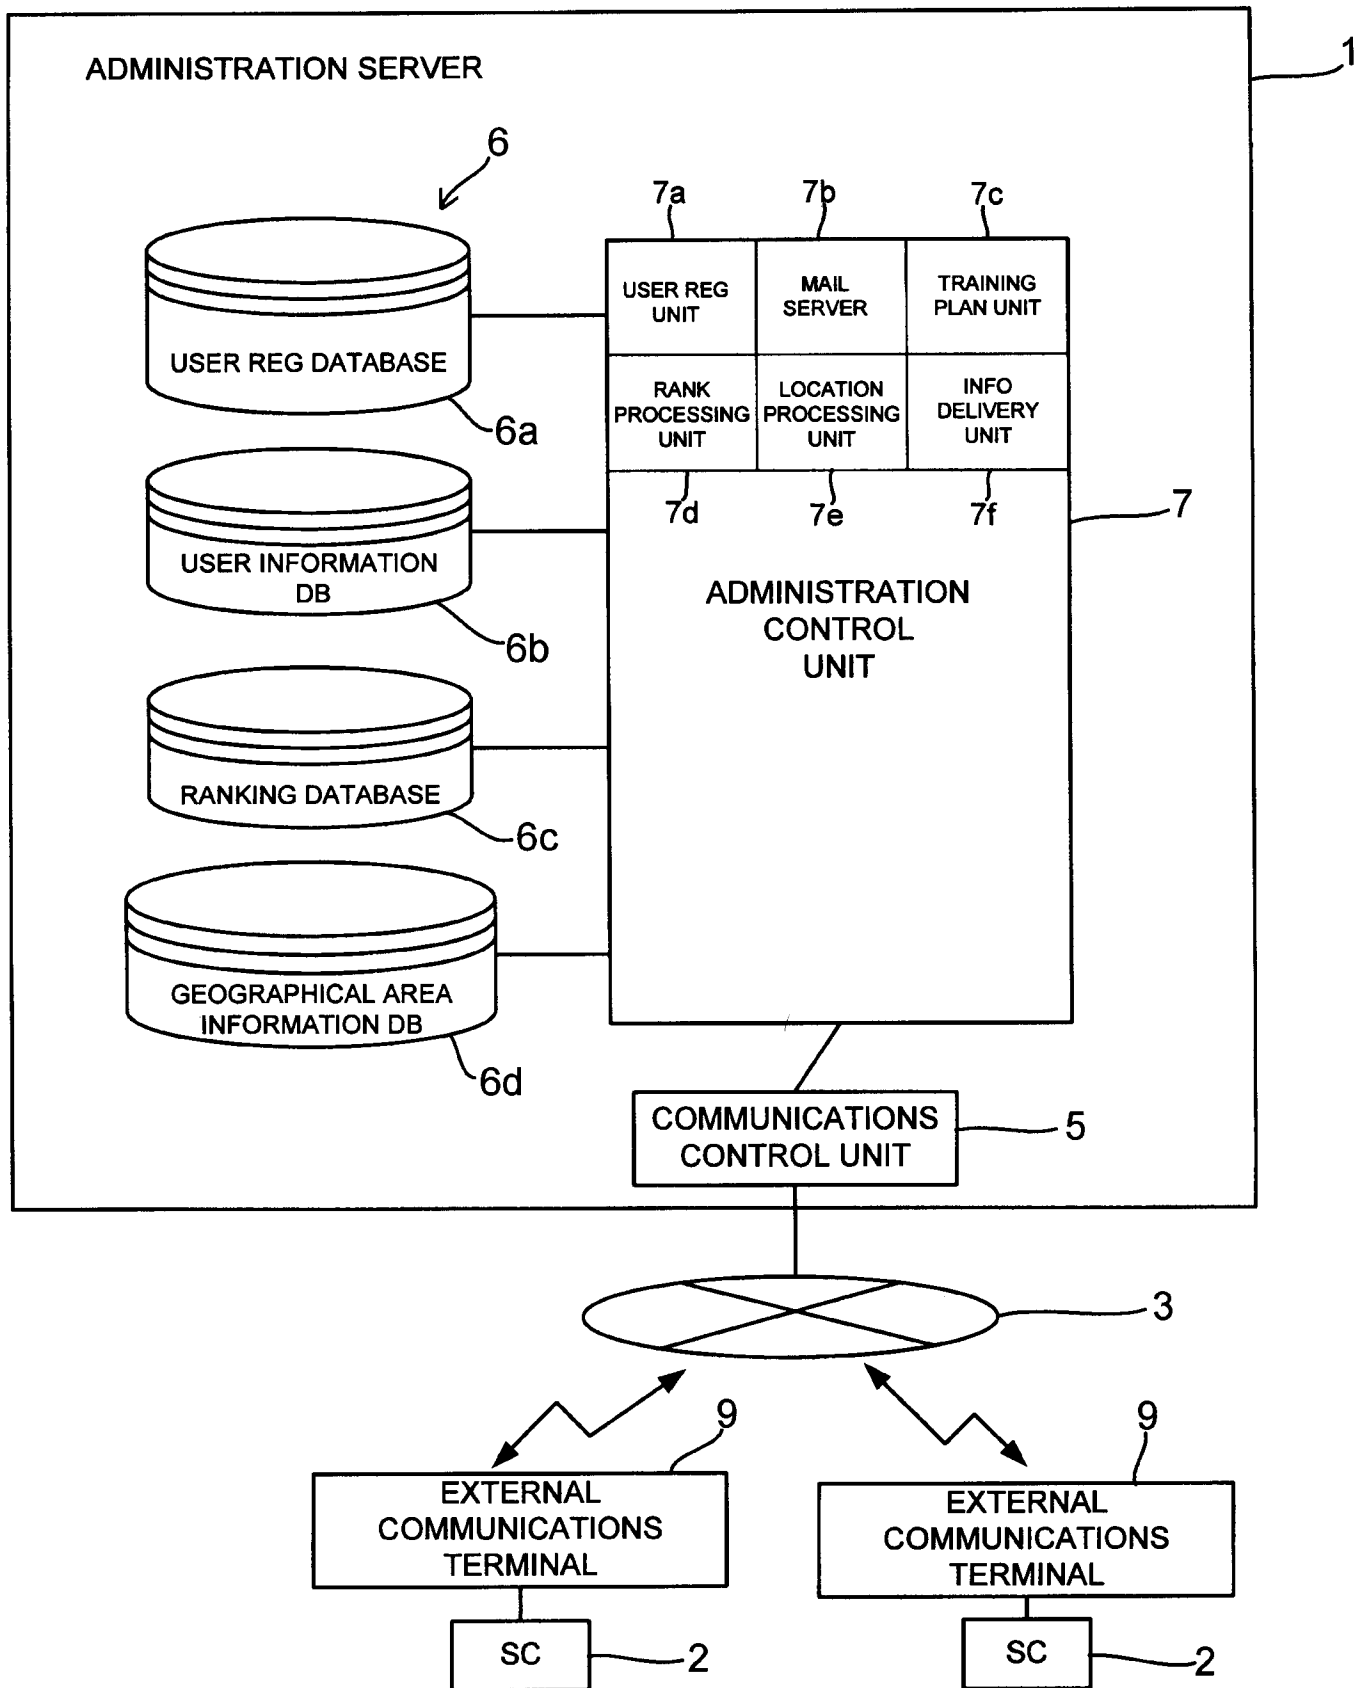 1
ADMINISTRATION SERVER
6
7a
7b
7c
USER REG
UNIT
MAIL
SERVER
TRAINING
PLAN UNIT
USER REG DATABASE
RANK
PROCESSING
UNIT
LOCATION
PROCESSING
UNIT
INFO
DELIVERY
UNIT
6a
7d
7e
7f
7
USER INFORMATION
DB
6b
ADMINISTRATION
CONTROL
UNIT
RANKING DATABASE
6c
GEOGRAPHICAL AREA
INFORMATION DB
6d
COMMUNICATIONS
CONTROL UNIT
5
3
9
9
EXTERNAL
COMMUNICATIONS
TERMINAL
EXTERNAL
COMMUNICATIONS
TERMINAL
SC
2
SC
2